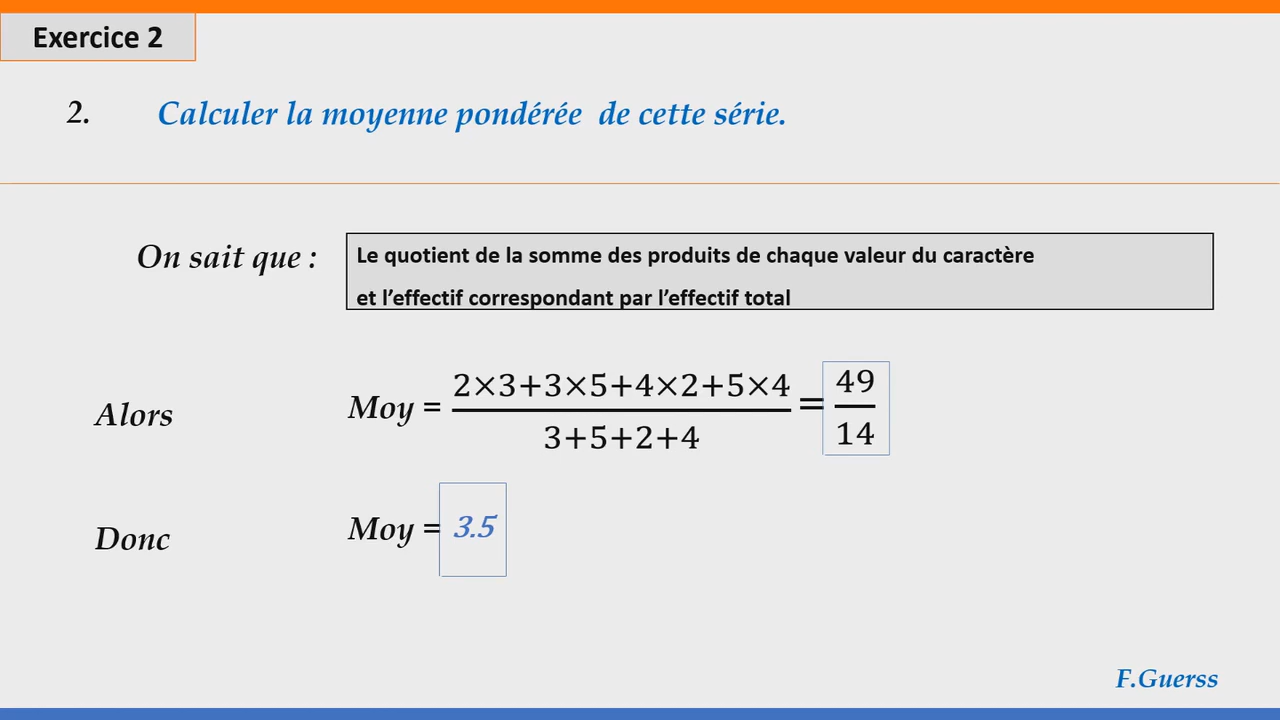 Exercice 2
2. Calculer la moyenne pondérée de cette série.
On sait que : Le quotient de la somme des produits de chaque valeur du caractère
et l’effectif correspondant par l’effectif total
Alors Moy = \frac{2×3+3×5+4×2+5×4}{3+5+2+4} = \frac{49}{14}
Donc Moy = 3.5
F.Guerss